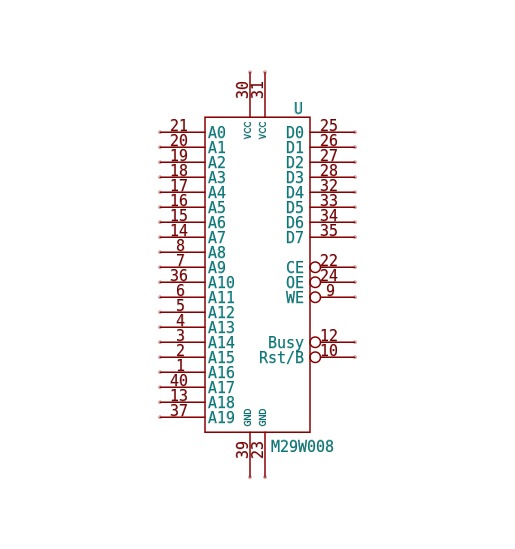 30 31
U
VCC VCC
21 A0 D0 25
20 A1 D1 26
19 A2 D2 27
18 A3 D3 28
17 A4 D4 32
16 A5 D5 33
15 A6 D6 34
14 A7 D7 35
8 A8
7 A9 CE 22
36 A10 OE 24
6 A11 WE 9
5 A12
4 A13
3 A14 Busy 12
2 A15 Rst/B 10
1 A16
40 A17
13 A18
37 A19
GND GND
39 23
M29W008